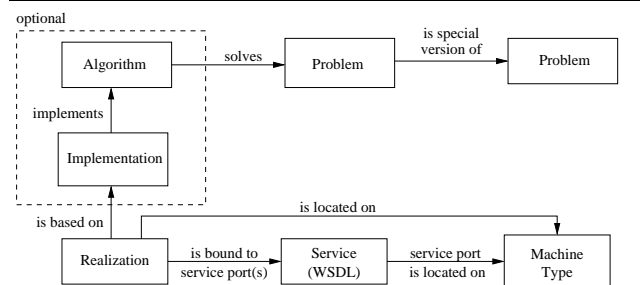 optional
Algorithm
solves
Problem
is special
version of
Problem
implements
Implementation
is based on
is located on
Realization
is bound to
service port(s)
Service
(WSDL)
service port
is located on
Machine
Type